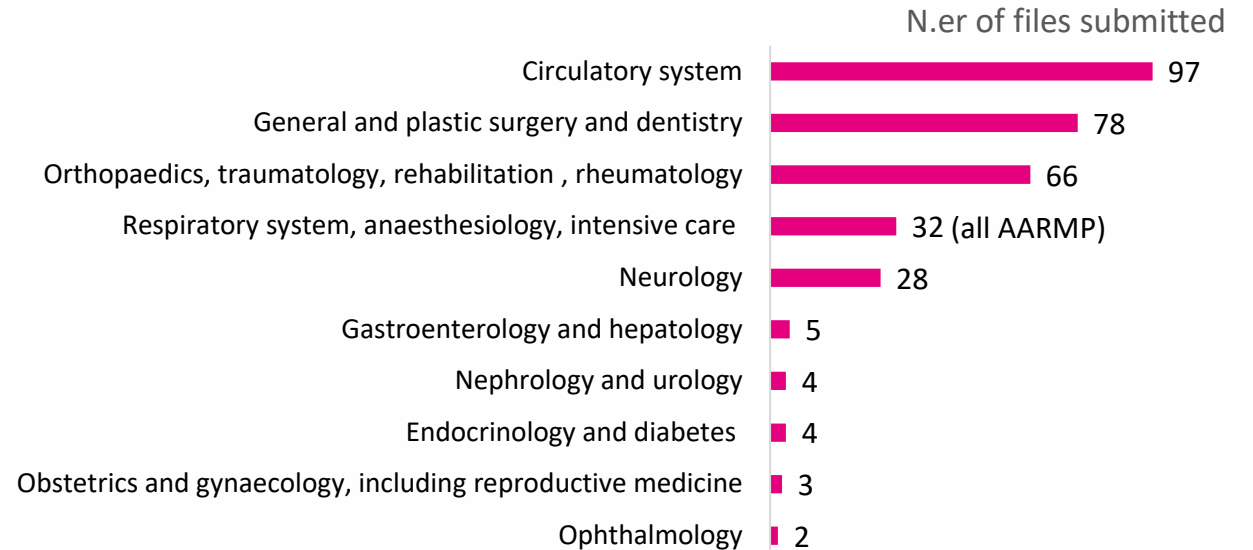 N.er of files submitted
Circulatory system 97
General and plastic surgery and dentistry 78
Orthopaedics, traumatology, rehabilitation , rheumatology 66
Respiratory system, anaesthesiology, intensive care 32 (all AARMP)
Neurology 28
Gastroenterology and hepatology 5
Nephrology and urology 4
Endocrinology and diabetes 4
Obstetrics and gynaecology, including reproductive medicine 3
Ophthalmology 2